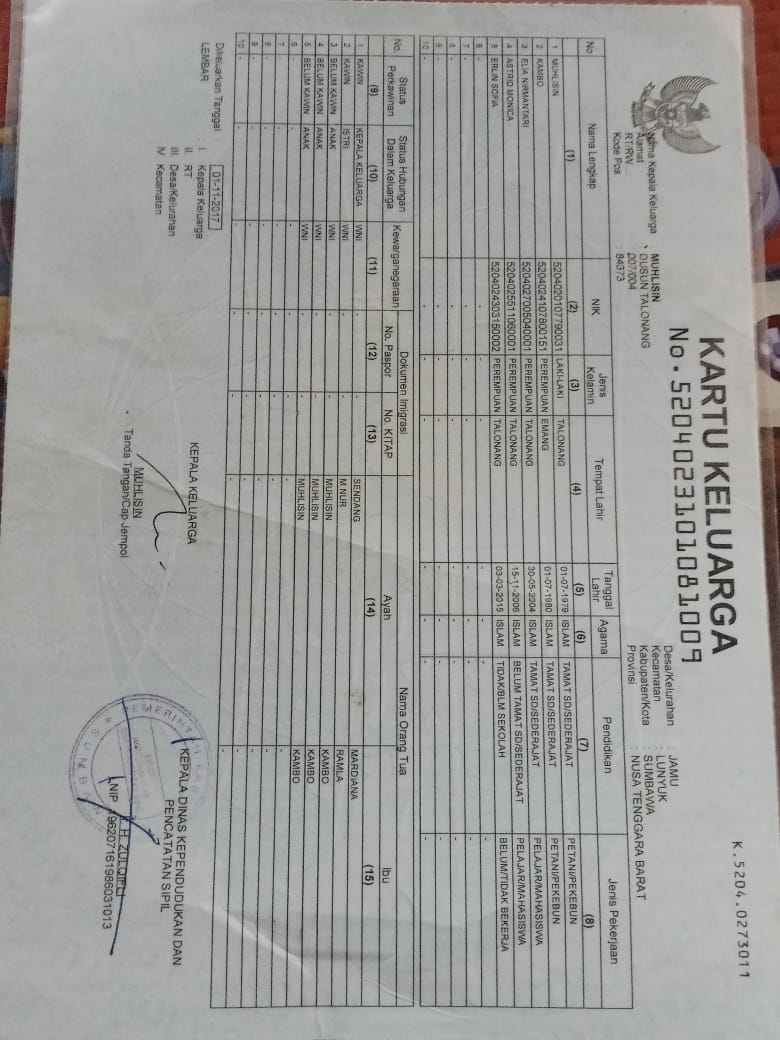 K.5204.0273011
KARTU KELUARGA
No. 5204023101081009
Nama Kepala Keluarga : MUHLISIN
Alamat : DUSUN TALONANG
RT/RW : 007/004
Kode Pos : 84373
Desa/Kelurahan : JAMU
Kecamatan : LUNYUK
Kabupaten/Kota : SUMBAWA
Provinsi : NUSA TENGGARA BARAT
No Nama Lengkap NIK Jenis Kelamin Tempat Lahir Tanggal Lahir Agama Pendidikan Jenis Pekerjaan
(1) (2) (3) (4) (5) (6) (7) (8)
1 MUHLISIN 5204020107790031 LAKI-LAKI TALONANG 01-07-1979 ISLAM TAMAT SD/SEDERAJAT PETANI/PEKEBUN
2 KAMBO 5204024107800151 PEREMPUAN EMANG 01-07-1980 ISLAM TAMAT SD/SEDERAJAT PETANI/PEKEBUN
3 ELIA NIRMANTARI 5204027005040001 PEREMPUAN TALONANG 30-05-2004 ISLAM TAMAT SD/SEDERAJAT PELAJAR/MAHASISWA
4 ASTRID MONICA 5204025511060001 PEREMPUAN TALONANG 15-11-2006 ISLAM BELUM TAMAT SD/SEDERAJAT PELAJAR/MAHASISWA
5 ERLIN SOFIA 5204024303150002 PEREMPUAN TALONANG 03-03-2015 ISLAM TIDAK/BLM SEKOLAH BELUM/TIDAK BEKERJA
6 - - - - - - - -
7 - - - - - - - -
8 - - - - - - - -
9 - - - - - - - -
10 - - - - - - - -
No. Status Perkawinan Status Hubungan Dalam Keluarga Kewarganegaraan Dokumen Imigrasi Nama Orang Tua
No. Paspor No. KITAP Ayah Ibu
(9) (10) (11) (12) (13) (14) (15)
1 KAWIN KEPALA KELUARGA WNI - - SENDANG MARDIANA
2 KAWIN ISTRI WNI - - M.NUR RAMLA
3 BELUM KAWIN ANAK WNI - - MUHLISIN KAMBO
4 BELUM KAWIN ANAK WNI - - MUHLISIN KAMBO
5 BELUM KAWIN ANAK WNI - - MUHLISIN KAMBO
6 - - - - - - -
7 - - - - - - -
8 - - - - - - -
9 - - - - - - -
10 - - - - - - -
Dikeluarkan Tanggal : 01-11-2017
LEMBAR : I. Kepala Keluarga
II. RT
III. Desa/Kelurahan
IV. Kecamatan
KEPALA KELUARGA
MUHLISIN
Tanda Tangan/Cap Jempol
KEPALA DINAS KEPENDUDUKAN DAN
PENCATATAN SIPIL
H. ZULQIFLI
NIP 196207161986031013